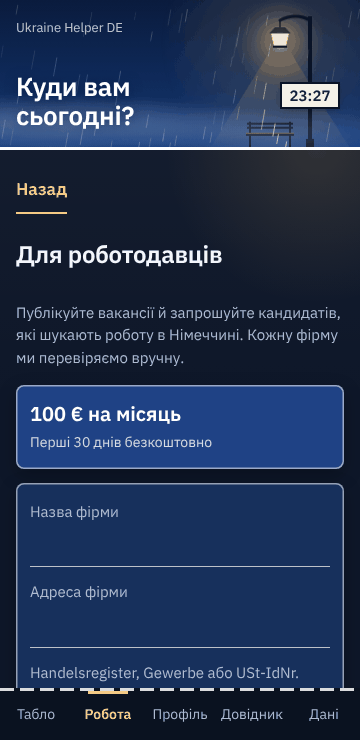 Ukraine Helper DE
Куди вам
сьогодні?
23:27
Назад
Для роботодавців
Публікуйте вакансії й запрошуйте кандидатів,
які шукають роботу в Німеччині. Кожну фірму
ми перевіряємо вручну.
100 € на місяць
Перші 30 днів безкоштовно
Назва фірми
Адреса фірми
Handelsregister, Gewerbe або USt-IdNr.
Табло Робота Профіль Довідник Дані